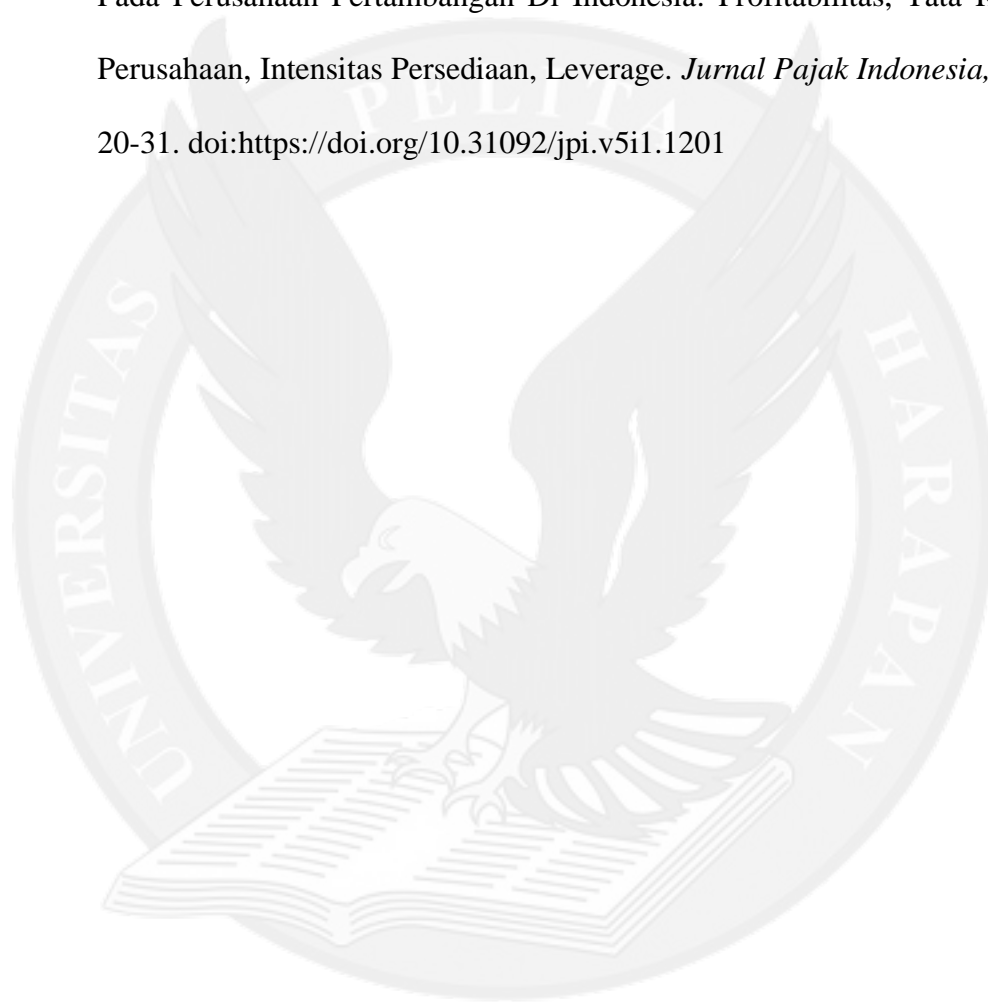 Pada Perusahaan Pertambangan Di Indonesia: Profitabilitas, Tata
Perusahaan, Intensitas Persediaan, Leverage. Jurnal Pajak Indonesia,
20-31. doi:https://doi.org/10.31092/jpi.v5i1.1201
UNIVERSITAS PELITA HARAPAN